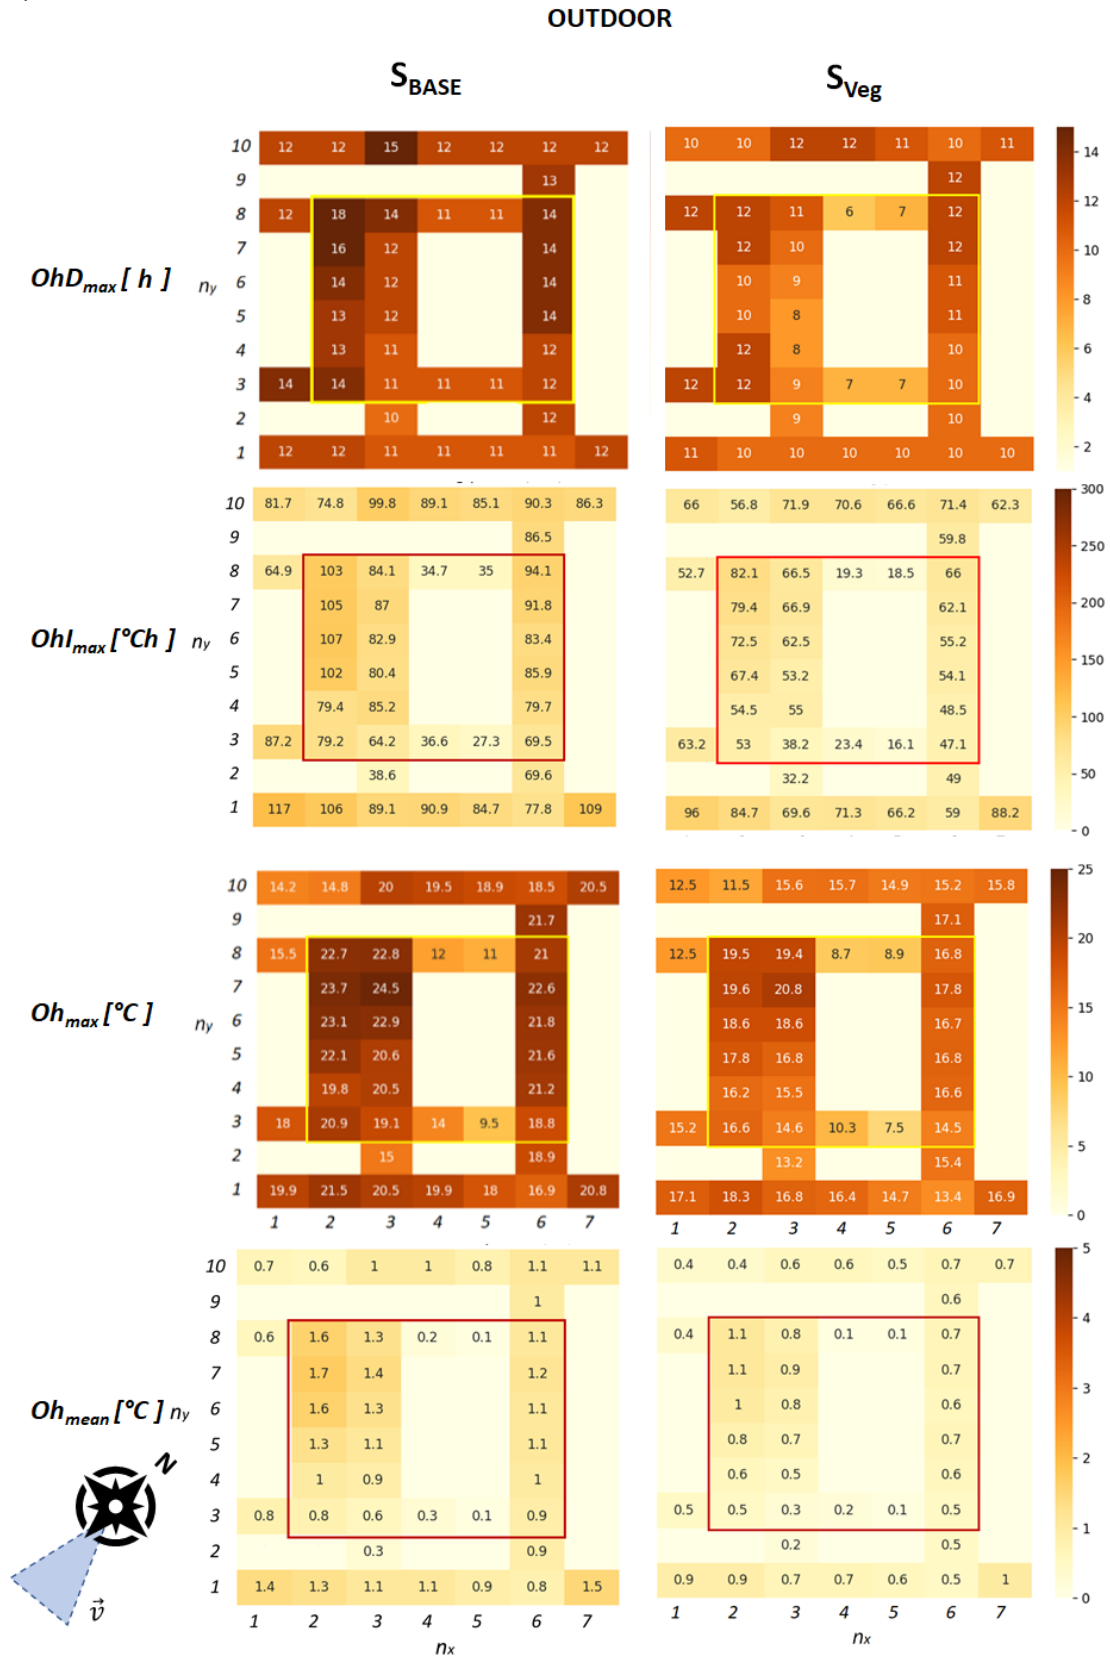 OUTDOOR
S_BASE S_Veg
10 12 12 15 12 12 12 12 10 10 12 12 11 10 11 14
9 13 12
8 12 18 14 11 11 14 12 12 11 6 7 12 12
7 16 12 14 12 10 12
OhD_max [ h ] n_y 6 14 12 14 10 9 11 10
5 13 12 14 10 8 11 8
4 13 11 12 12 8 10 6
3 14 14 11 11 11 12 12 12 9 7 7 10 4
2 10 12 9 10 2
1 12 12 11 11 11 11 12 11 10 10 10 10 10 10
300
10 81.7 74.8 99.8 89.1 85.1 90.3 86.3 66 56.8 71.9 70.6 66.6 71.4 62.3
9 86.5 59.8 250
8 64.9 103 84.1 34.7 35 94.1 52.7 82.1 66.5 19.3 18.5 66
7 105 87 91.8 79.4 66.9 62.1 200
OhI_max [°Ch ] n_y 6 107 82.9 83.4 72.5 62.5 55.2
5 102 80.4 85.9 67.4 53.2 54.1 150
4 79.4 85.2 79.7 54.5 55 48.5 100
3 87.2 79.2 64.2 36.6 27.3 69.5 63.2 53 38.2 23.4 16.1 47.1
2 38.6 69.6 32.2 49 50
1 117 106 89.1 90.9 84.7 77.8 109 96 84.7 69.6 71.3 66.2 59 88.2 0
25
10 14.2 14.8 20 19.5 18.9 18.5 20.5 12.5 11.5 15.6 15.7 14.9 15.2 15.8
9 21.7 17.1 20
8 15.5 22.7 22.8 12 11 21 12.5 19.5 19.4 8.7 8.9 16.8
7 23.7 24.5 22.6 19.6 20.8 17.8 15
Oh_max [°C ] n_y 6 23.1 22.9 21.8 18.6 18.6 16.7
5 22.1 20.6 21.6 17.8 16.8 16.8 10
4 19.8 20.5 21.2 16.2 15.5 16.6
3 18 20.9 19.1 14 9.5 18.8 15.2 16.6 14.6 10.3 7.5 14.5 5
2 15 18.9 13.2 15.4
1 19.9 21.5 20.5 19.9 18 16.9 20.8 17.1 18.3 16.8 16.4 14.7 13.4 16.9 0
1 2 3 4 5 6 7 1 2 3 4 5 6 7
5
10 0.7 0.6 1 1 0.8 1.1 1.1 0.4 0.4 0.6 0.6 0.5 0.7 0.7
9 1 0.6 4
8 0.6 1.6 1.3 0.2 0.1 1.1 0.4 1.1 0.8 0.1 0.1 0.7
7 1.7 1.4 1.2 1.1 0.9 0.7 3
Oh_mean [°C ] n_y 6 1.6 1.3 1.1 1 0.8 0.6
5 1.3 1.1 1.1 0.8 0.7 0.7 2
4 1 0.9 1 0.6 0.5 0.6
3 0.8 0.8 0.6 0.3 0.1 0.9 0.5 0.5 0.3 0.2 0.1 0.5 1
2 0.3 0.9 0.2 0.5
1 1.4 1.3 1.1 1.1 0.9 0.8 1.5 0.9 0.9 0.7 0.7 0.6 0.5 1 0
1 2 3 4 5 6 7 1 2 3 4 5 6 7
n_x n_x
N
v⃗